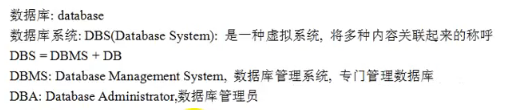 数据库: database
数据库系统: DBS(Database System): 是一种虚拟系统, 将多种内容关联起来的称呼
DBS = DBMS + DB
DBMS: Database Management System, 数据库管理系统, 专门管理数据库
DBA: Database Administrator,数据库管理员